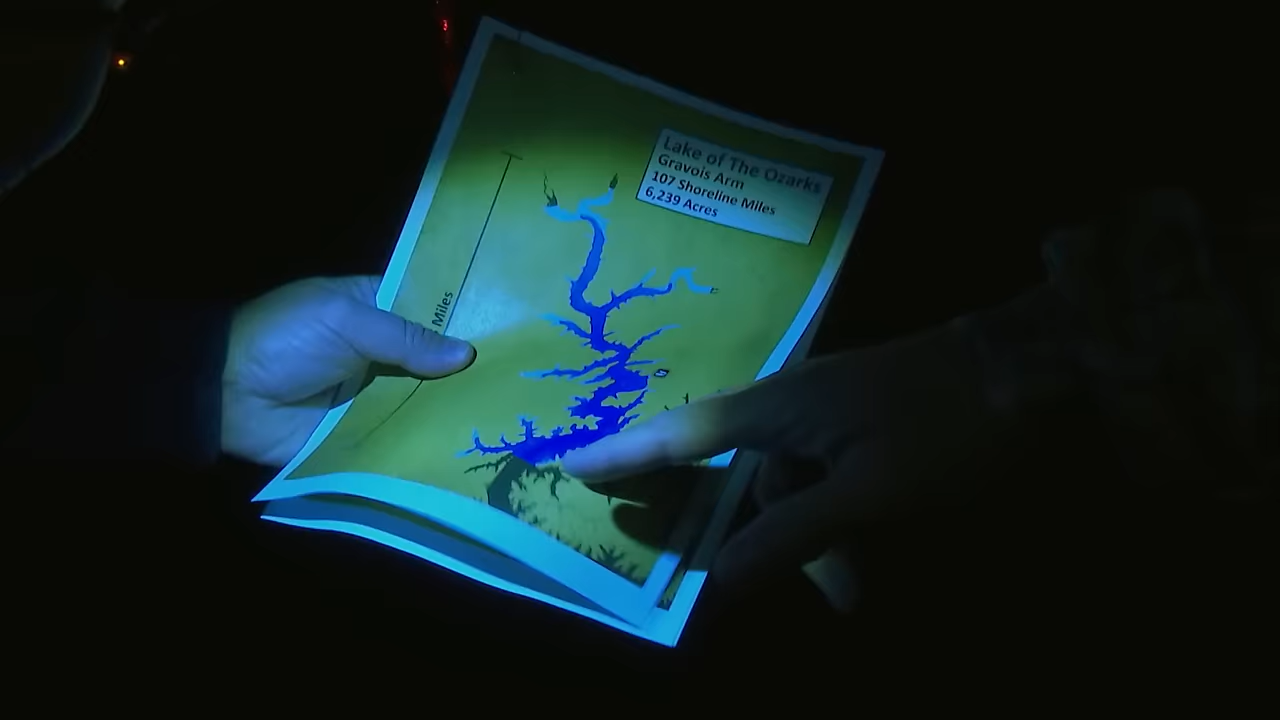 Lake of The Ozarks
Gravois Arm
107 Shoreline Miles
6,239 Acres
Miles